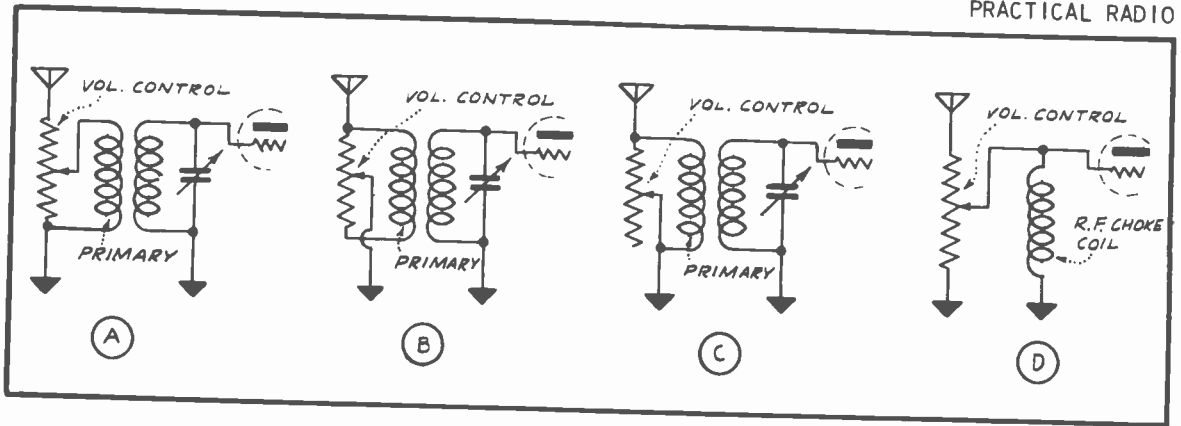 PRACTICAL RADIO
VOL. CONTROL
PRIMARY
A
VOL. CONTROL
PRIMARY
B
VOL. CONTROL
PRIMARY
C
VOL. CONTROL
R.F. CHOKE
COIL
D